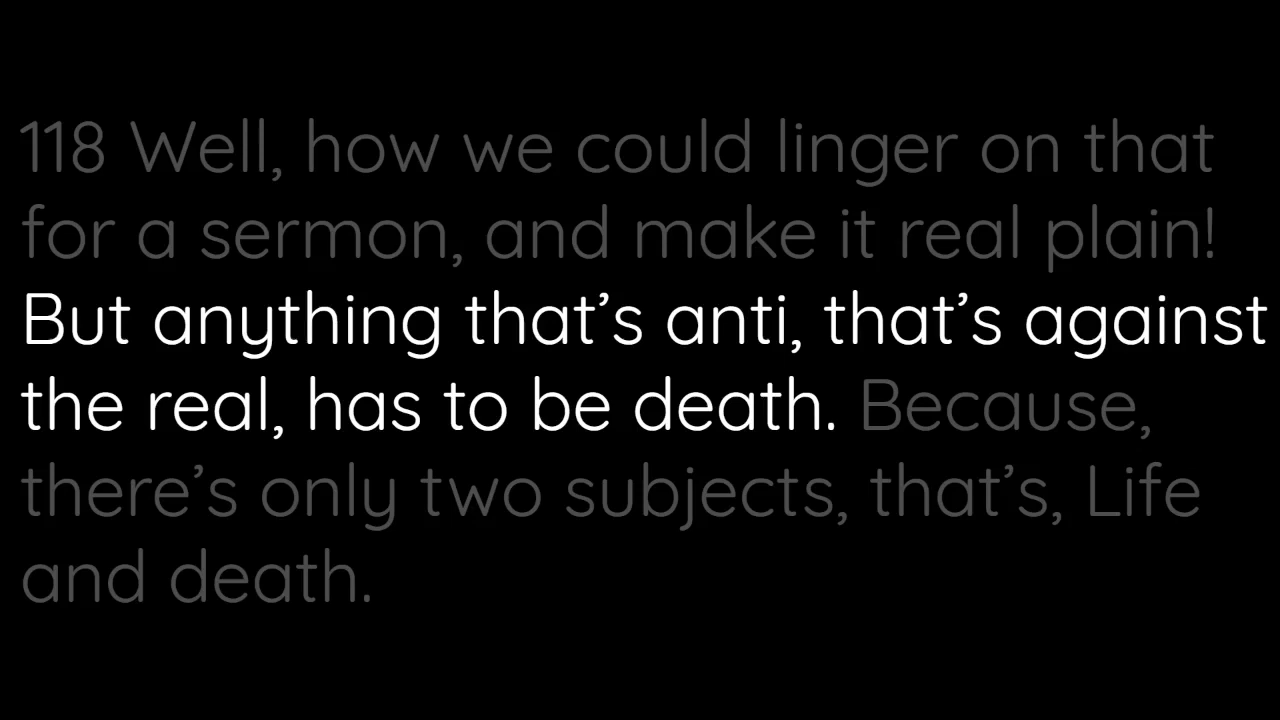 118 Well, how we could linger on that
for a sermon, and make it real plain!
But anything that’s anti, that’s against
the real, has to be death. Because,
there’s only two subjects, that’s, Life
and death.